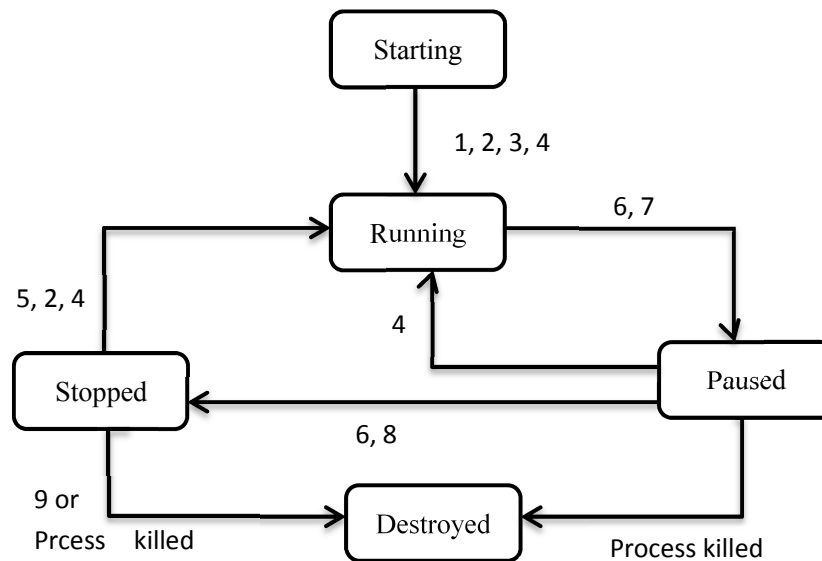 Starting
1, 2, 3, 4
6, 7
Running
5, 2, 4
4
Stopped
Paused
6, 8
9 or
Prcess killed
Destroyed
Process killed